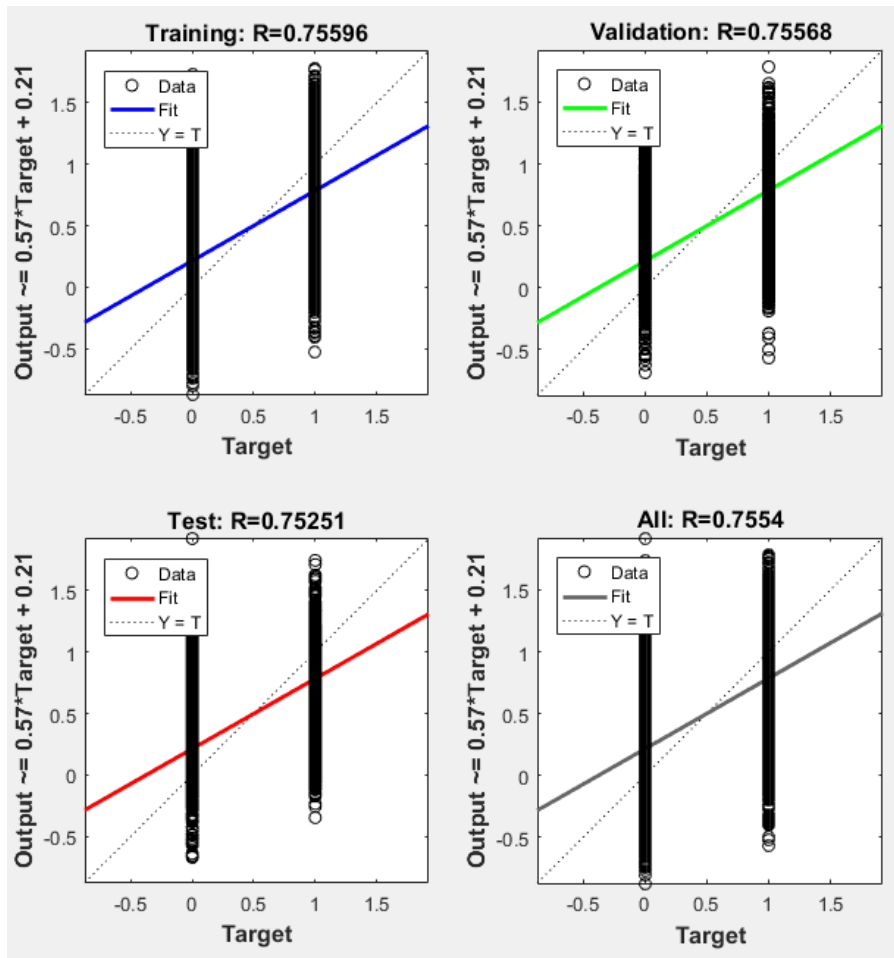 Training: R=0.75596
Output ~= 0.57*Target + 0.21
1.5
1
0.5
0
-0.5
Data
Fit
Y = T
-0.5 0 0.5 1 1.5
Target
Validation: R=0.75568
Output ~= 0.57*Target + 0.21
1.5
1
0.5
0
-0.5
Data
Fit
Y = T
-0.5 0 0.5 1 1.5
Target
Test: R=0.75251
Output ~= 0.57*Target + 0.21
1.5
1
0.5
0
-0.5
Data
Fit
Y = T
-0.5 0 0.5 1 1.5
Target
All: R=0.7554
Output ~= 0.57*Target + 0.21
1.5
1
0.5
0
-0.5
Data
Fit
Y = T
-0.5 0 0.5 1 1.5
Target